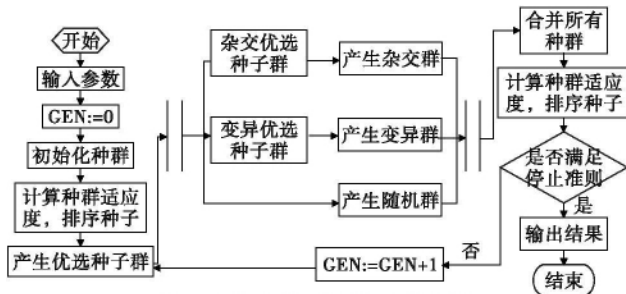 开始
输入参数
GEN:=0
初始化种群
计算种群适应
度，排序种子
产生优选种子群
杂交优选
种子群
变异优选
种子群
产生杂交群
产生变异群
产生随机群
合并所有
种群
计算种群适应
度，排序种子
是否满足
停止准则
是
否
输出结果
结束
GEN:=GEN+1